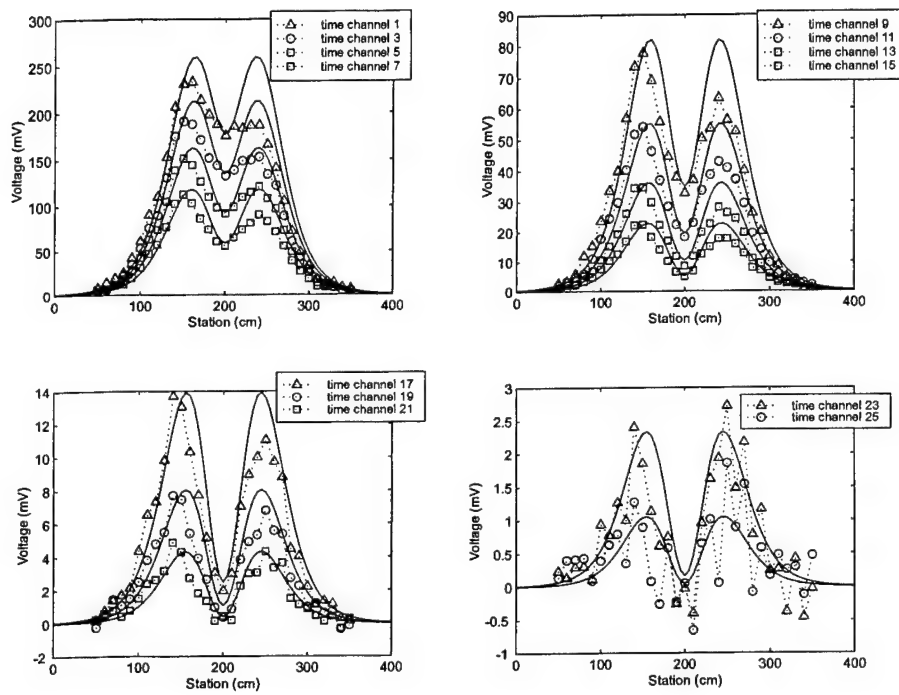 300
250
200
150
100
50
0
Voltage (mV)
0 100 200 300 400
Station (cm)
time channel 1
time channel 3
time channel 5
time channel 7
90
80
70
60
50
40
30
20
10
0
Voltage (mV)
0 100 200 300 400
Station (cm)
time channel 9
time channel 11
time channel 13
time channel 15
14
12
10
8
6
4
2
0
-2
Voltage (mV)
0 100 200 300 400
Station (cm)
time channel 17
time channel 19
time channel 21
3
2.5
2
1.5
1
0.5
0
-0.5
-1
Voltage (mV)
0 100 200 300 400
Station (cm)
time channel 23
time channel 25